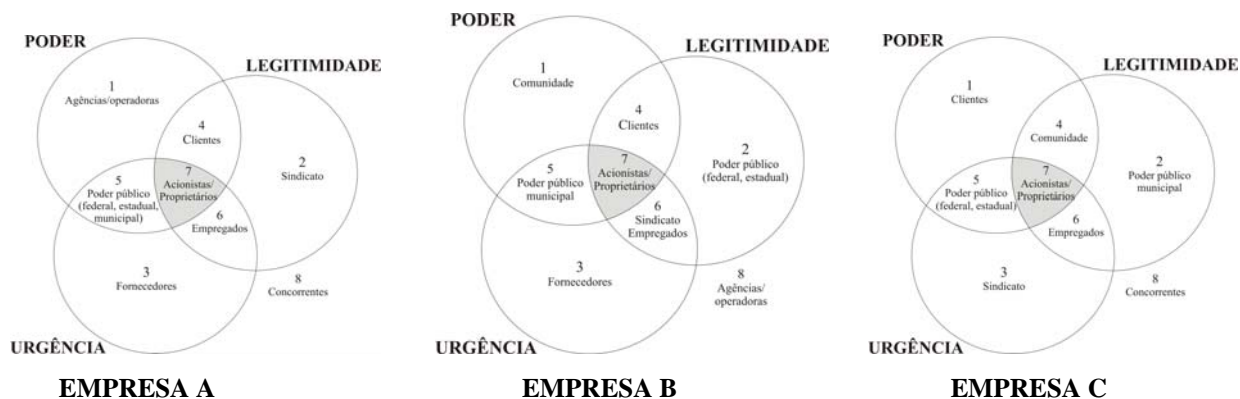 PODER
LEGITIMIDADE
1
Agências/operadoras
4
Clientes
2
Sindicato
7
Acionistas/
Proprietários
5
Poder público
(federal, estadual,
municipal)
6
Empregados
3
Fornecedores
8
Concorrentes
URGÊNCIA
EMPRESA A
PODER
LEGITIMIDADE
1
Comunidade
4
Clientes
2
Poder público
(federal, estadual)
7
Acionistas/
Proprietários
5
Poder público
municipal
6
Sindicato
Empregados
3
Fornecedores
8
Agências/
operadoras
URGÊNCIA
EMPRESA B
PODER
LEGITIMIDADE
1
Clientes
4
Comunidade
2
Poder público
municipal
7
Acionistas/
Proprietários
5
Poder público
(federal, estadual)
6
Empregados
3
Sindicato
8
Concorrentes
URGÊNCIA
EMPRESA C